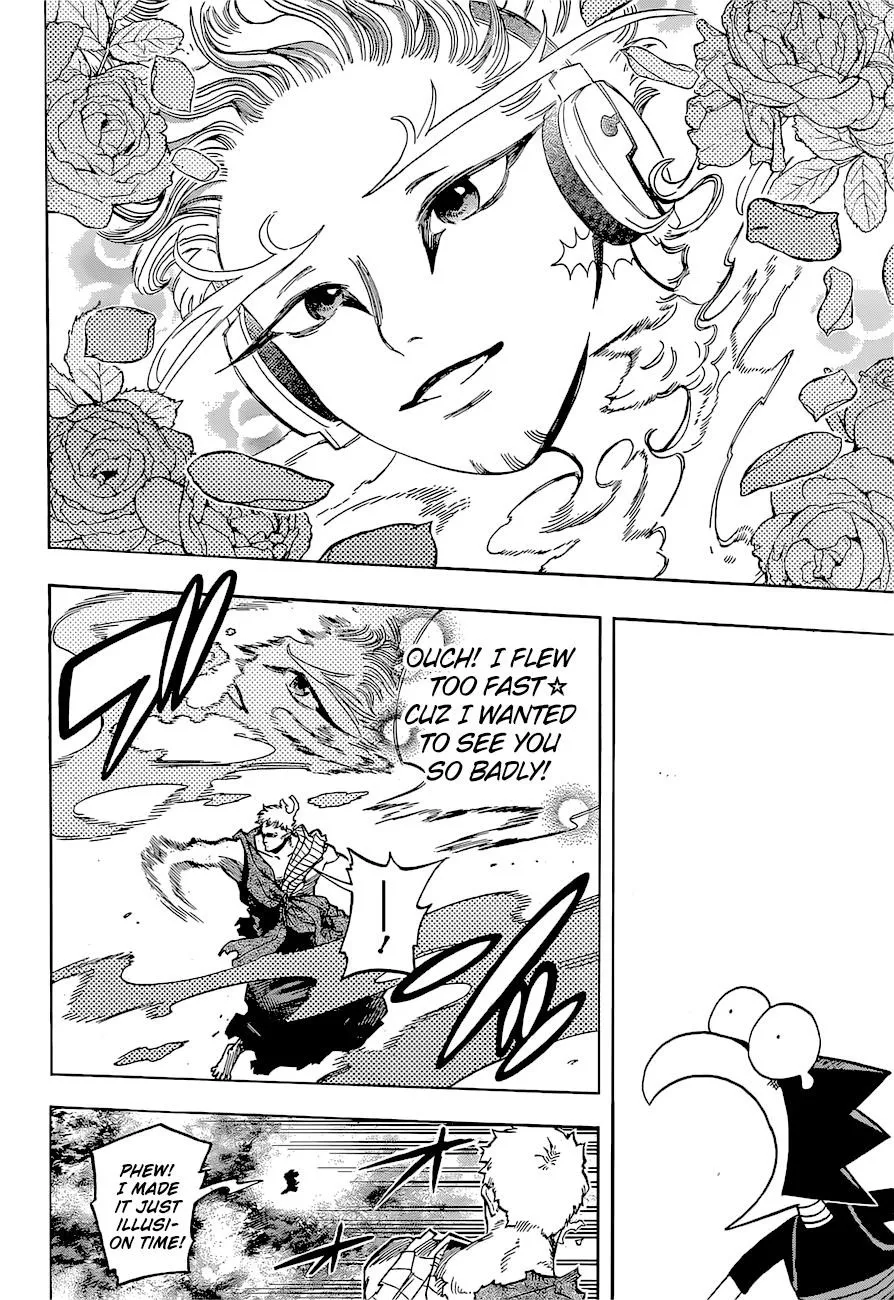 OUCH! I FLEW
TOO FAST☆
CUZ I WANTED
TO SEE YOU
SO BADLY!
—!
PHEW!
I MADE
IT JUST
ILLUSI-
ON TIME!